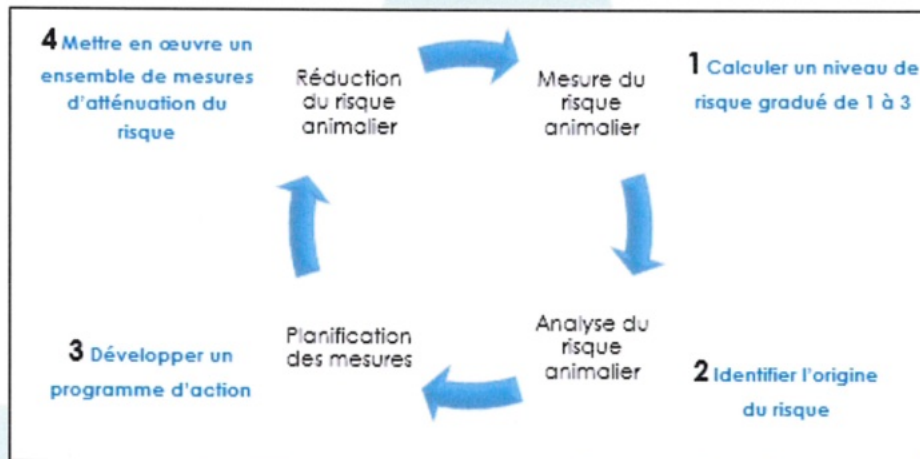 4 Mettre en œuvre un
ensemble de mesures
d'atténuation du
risque
Réduction
du risque
animalier
Mesure du
risque
animalier
1 Calculer un niveau de
risque gradué de 1 à 3
3 Développer un
programme d'action
Planification
des mesures
Analyse du
risque
animalier
2 Identifier l'origine
du risque